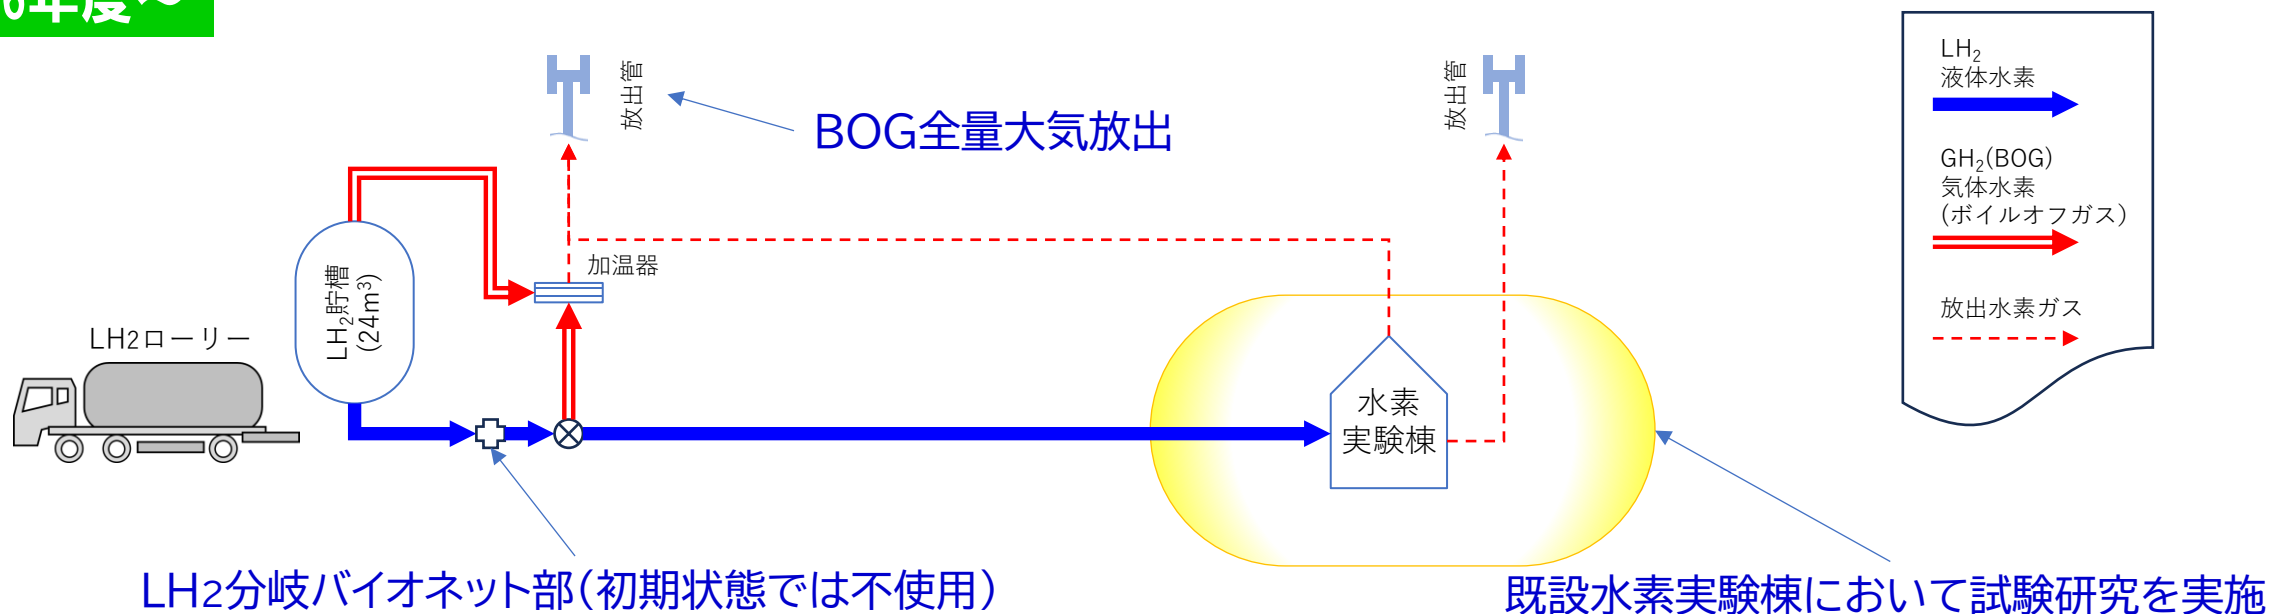 6年度～
放出管
BOG全量大気放出
放出管
LH2
液体水素
GH2(BOG)
気体水素
(ボイルオフガス)
放出水素ガス
加温器
LH2貯槽
(24m3)
LH2ローリー
水素
実験棟
LH2分岐バイオネット部(初期状態では不使用)
既設水素実験棟において試験研究を実施